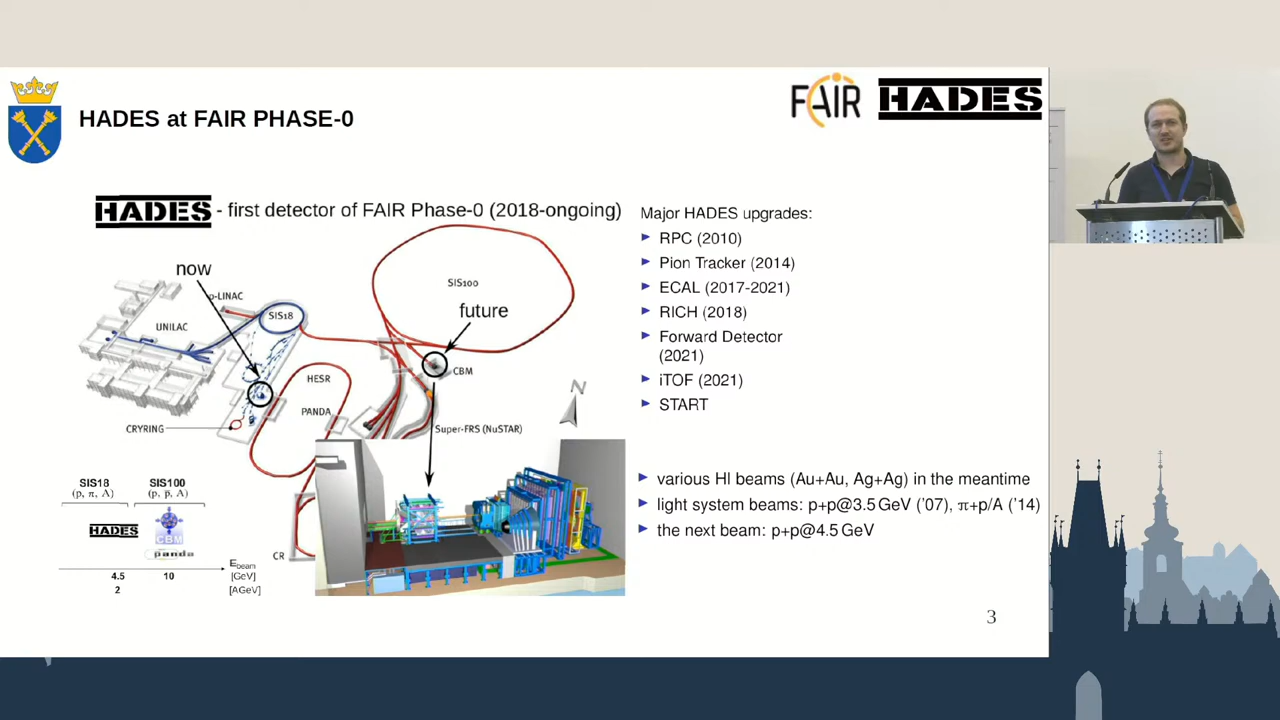 HADES at FAIR PHASE-0
FAIR
HADES
HADES - first detector of FAIR Phase-0 (2018-ongoing)
now
p-LINAC
UNILAC
SIS18
SIS100
future
CBM
HESR
PANDA
CRYRING
Super-FRS (NuSTAR)
N
CR
SIS18
(p, π, A)
SIS100
(p, p̄, A)
HADES
CBM
panda
4.5
10
2
Ebeam
[GeV]
[AGeV]
Major HADES upgrades:
RPC (2010)
Pion Tracker (2014)
ECAL (2017-2021)
RICH (2018)
Forward Detector
(2021)
iTOF (2021)
START
various HI beams (Au+Au, Ag+Ag) in the meantime
light system beams: p+p@3.5 GeV ('07), π+p/A ('14)
the next beam: p+p@4.5 GeV
3